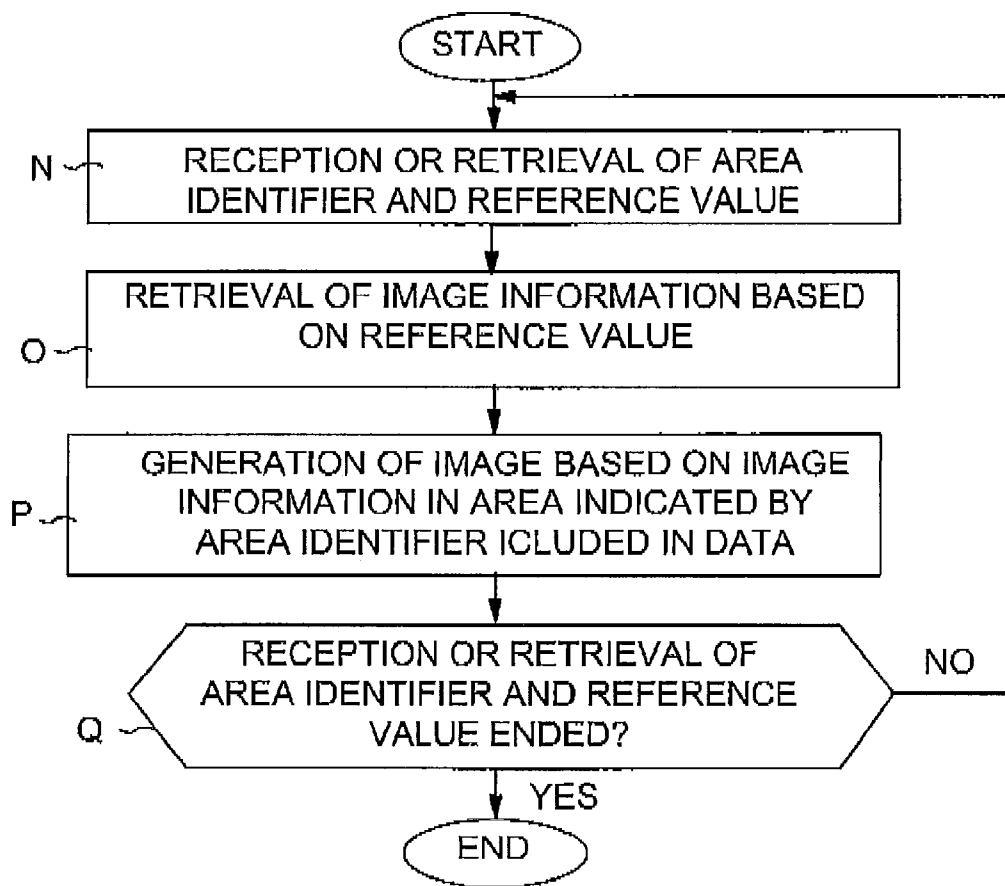 START
N
RECEPTION OR RETRIEVAL OF AREA
IDENTIFIER AND REFERENCE VALUE
O
RETRIEVAL OF IMAGE INFORMATION BASED
ON REFERENCE VALUE
P
GENERATION OF IMAGE BASED ON IMAGE
INFORMATION IN AREA INDICATED BY
AREA IDENTIFIER ICLUDED IN DATA
Q
RECEPTION OR RETRIEVAL OF
AREA IDENTIFIER AND REFERENCE
VALUE ENDED?
NO
YES
END